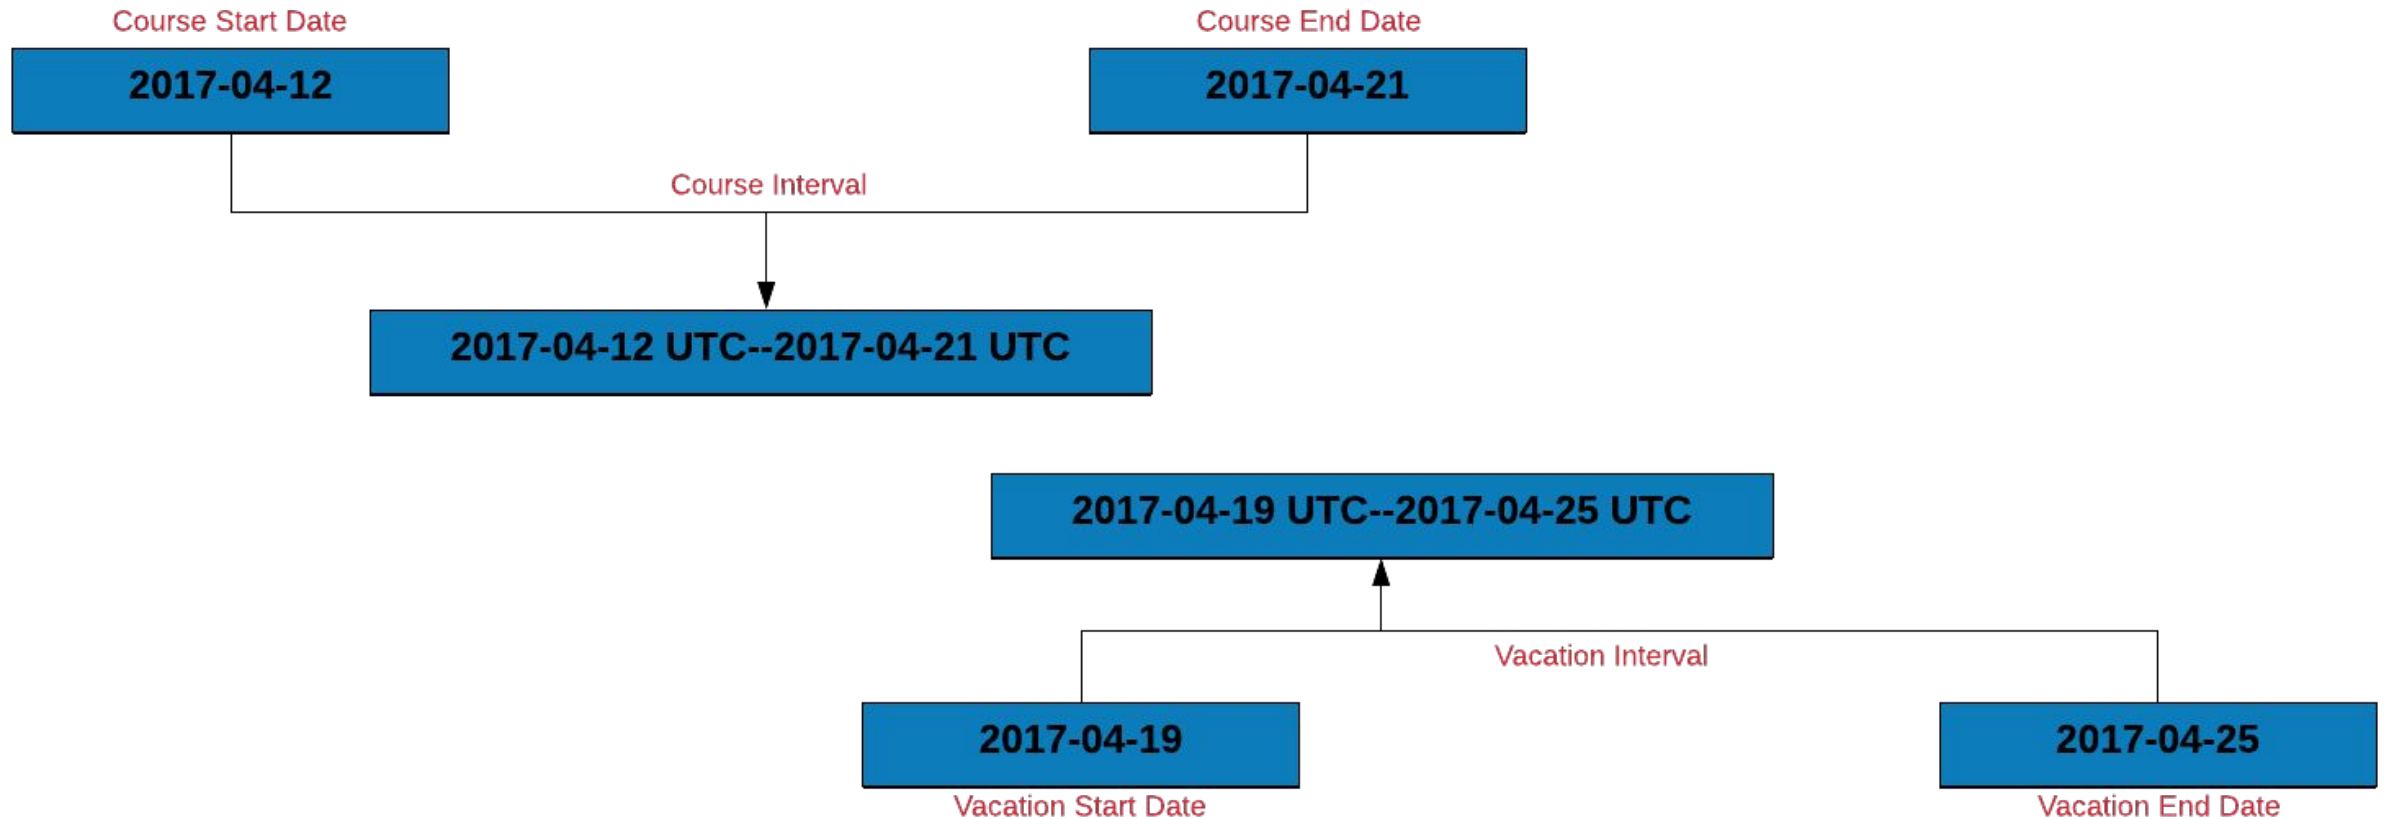 Course Start Date
Course End Date
2017-04-12
2017-04-21
Course Interval
2017-04-12 UTC--2017-04-21 UTC
2017-04-19 UTC--2017-04-25 UTC
Vacation Interval
2017-04-19
2017-04-25
Vacation Start Date
Vacation End Date